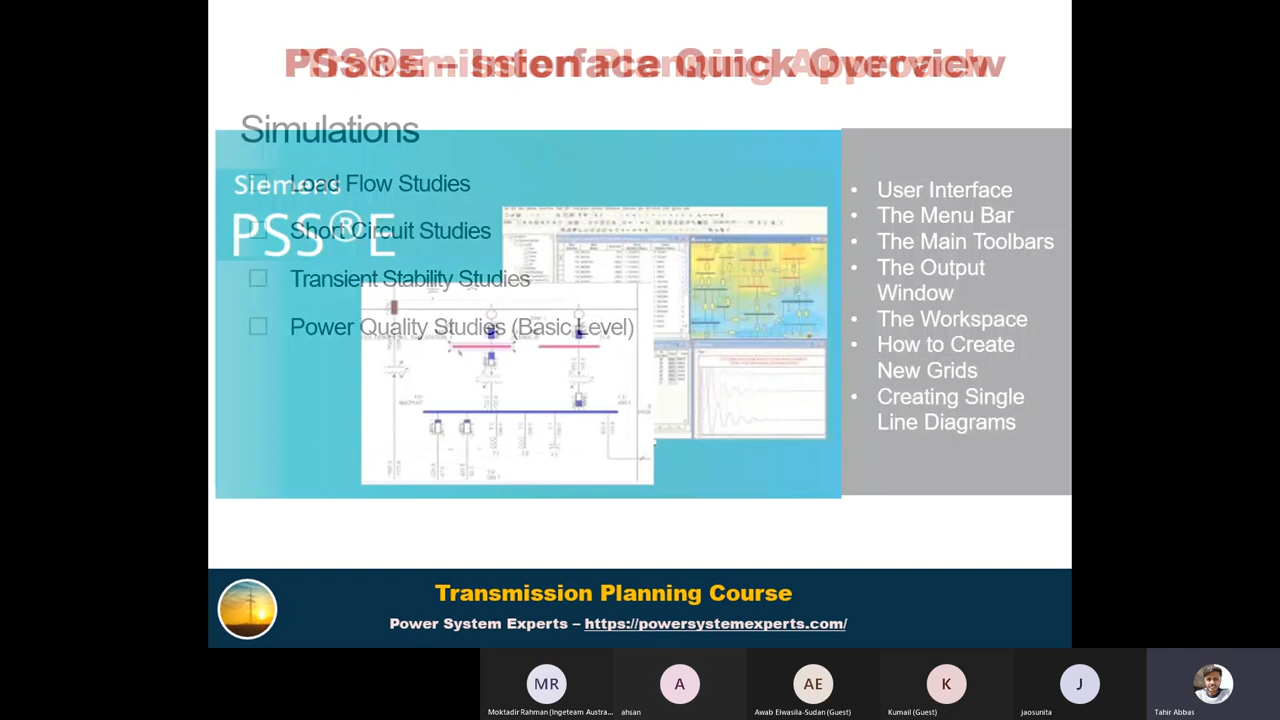 PSS®E – Interface Quick Overview
Transmission Planning Approach
Simulations
Load Flow Studies
Short Circuit Studies
Transient Stability Studies
Power Quality Studies (Basic Level)
Siemens
PSS®E
• User Interface
• The Menu Bar
• The Main Toolbars
• The Output
Window
• The Workspace
• How to Create
New Grids
• Creating Single
Line Diagrams
Transmission Planning Course
Power System Experts – https://powersystemexperts.com/
MR
A
AE
K
J
Moktadir Rahman (Ingeteam Austra...
ahsan
Awab Elwasila-Sudan (Guest)
Kumail (Guest)
jaosunita
Tahir Abbas